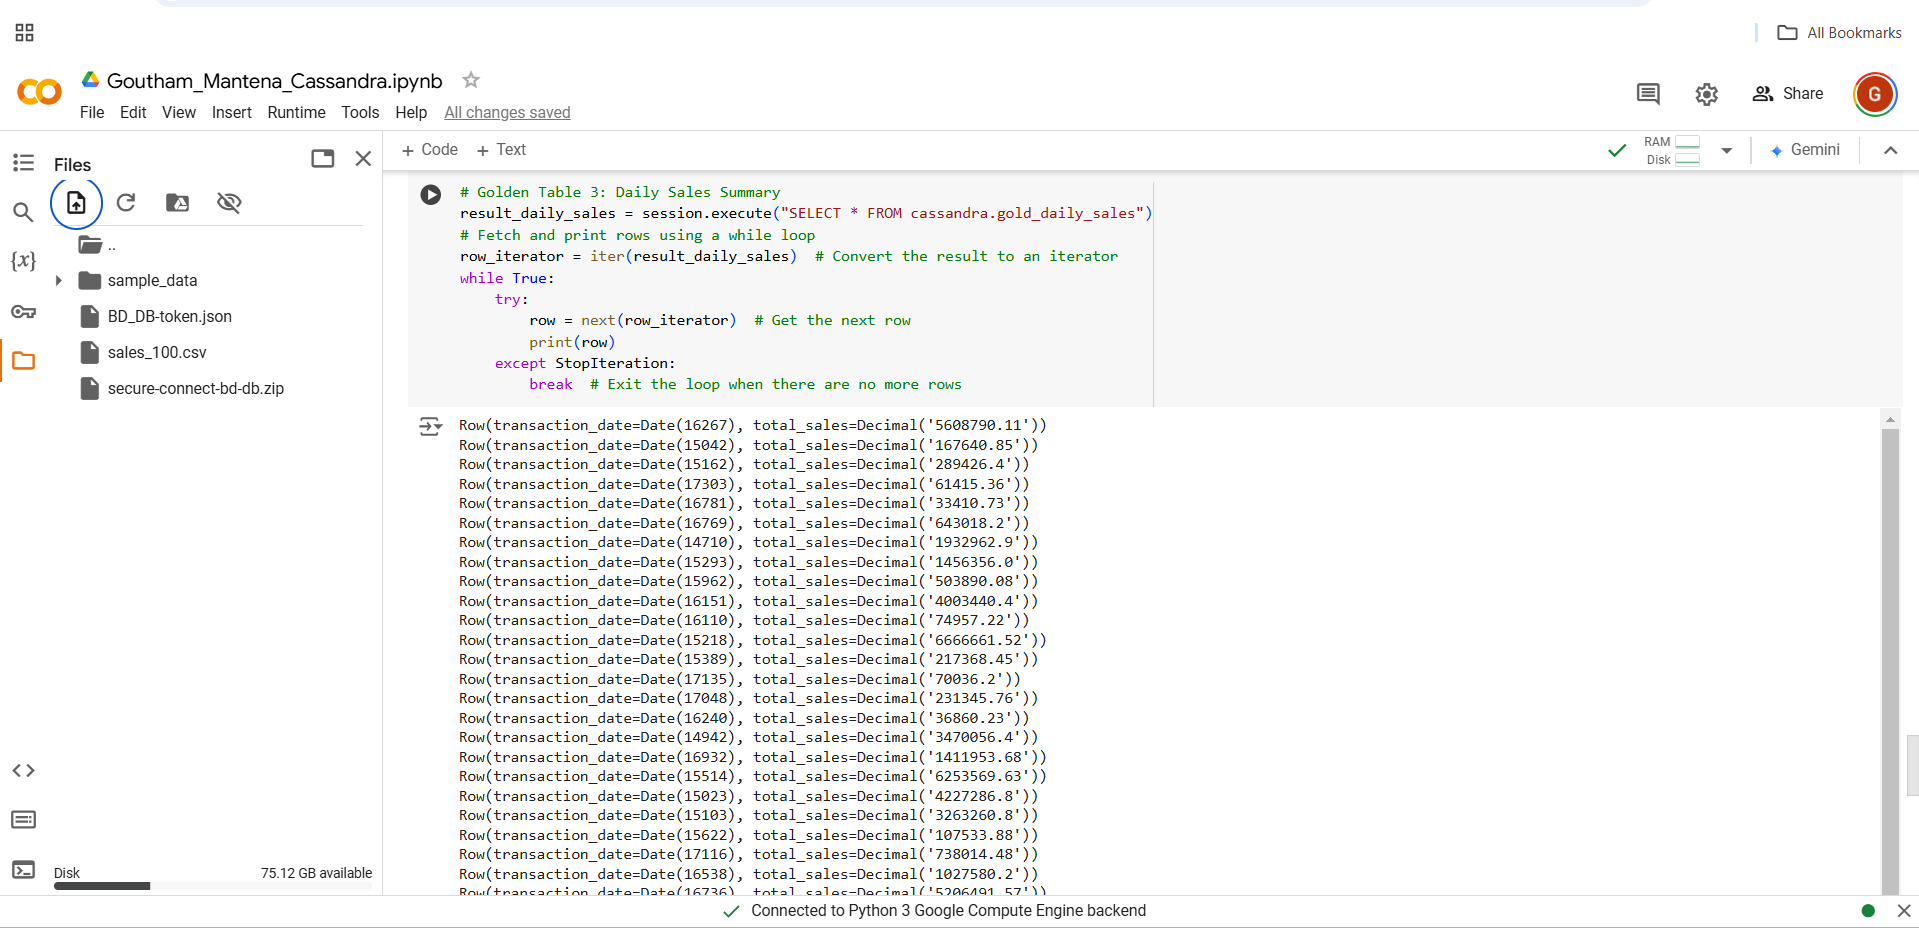 All Bookmarks
Goutham_Mantena_Cassandra.ipynb
File Edit View Insert Runtime Tools Help All changes saved
Share
G
Files
+ Code + Text
RAM
Disk
Gemini
..
sample_data
BD_DB-token.json
sales_100.csv
secure-connect-bd-db.zip
{x}
# Golden Table 3: Daily Sales Summary
result_daily_sales = session.execute("SELECT * FROM cassandra.gold_daily_sales")
# Fetch and print rows using a while loop
row_iterator = iter(result_daily_sales)  # Convert the result to an iterator
while True:
    try:
        row = next(row_iterator)  # Get the next row
        print(row)
    except StopIteration:
        break  # Exit the loop when there are no more rows
Row(transaction_date=Date(16267), total_sales=Decimal('5608790.11'))
Row(transaction_date=Date(15042), total_sales=Decimal('167640.85'))
Row(transaction_date=Date(15162), total_sales=Decimal('289426.4'))
Row(transaction_date=Date(17303), total_sales=Decimal('61415.36'))
Row(transaction_date=Date(16781), total_sales=Decimal('33410.73'))
Row(transaction_date=Date(16769), total_sales=Decimal('643018.2'))
Row(transaction_date=Date(14710), total_sales=Decimal('1932962.9'))
Row(transaction_date=Date(15293), total_sales=Decimal('1456356.0'))
Row(transaction_date=Date(15962), total_sales=Decimal('503890.08'))
Row(transaction_date=Date(16151), total_sales=Decimal('4003440.4'))
Row(transaction_date=Date(16110), total_sales=Decimal('74957.22'))
Row(transaction_date=Date(15218), total_sales=Decimal('6666661.52'))
Row(transaction_date=Date(15389), total_sales=Decimal('217368.45'))
Row(transaction_date=Date(17135), total_sales=Decimal('70036.2'))
Row(transaction_date=Date(17048), total_sales=Decimal('231345.76'))
Row(transaction_date=Date(16240), total_sales=Decimal('36860.23'))
Row(transaction_date=Date(14942), total_sales=Decimal('3470056.4'))
Row(transaction_date=Date(16932), total_sales=Decimal('1411953.68'))
Row(transaction_date=Date(15514), total_sales=Decimal('6253569.63'))
Row(transaction_date=Date(15023), total_sales=Decimal('4227286.8'))
Row(transaction_date=Date(15103), total_sales=Decimal('3263260.8'))
Row(transaction_date=Date(15622), total_sales=Decimal('107533.88'))
Row(transaction_date=Date(17116), total_sales=Decimal('738014.48'))
Row(transaction_date=Date(16538), total_sales=Decimal('1027580.2'))
Row(transaction_date=Date(16736), total_sales=Decimal('5206491.57'))
Disk 75.12 GB available
Connected to Python 3 Google Compute Engine backend